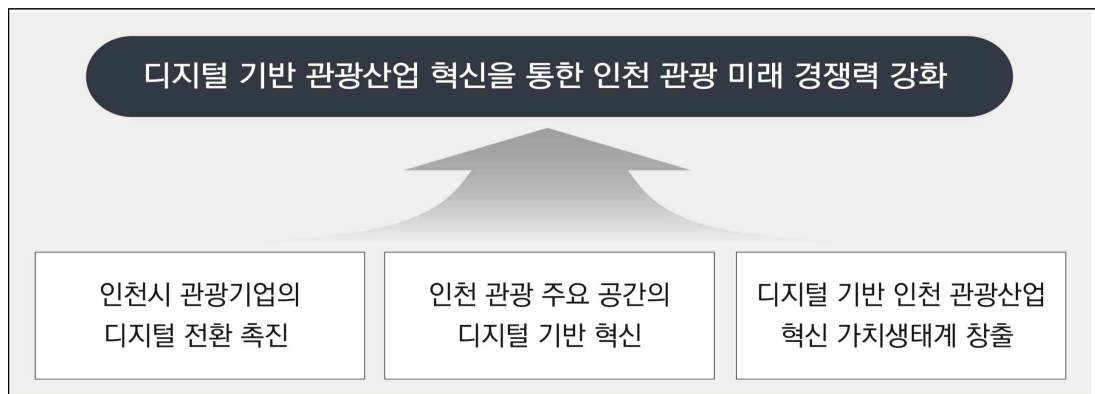 디지털 기반 관광산업 혁신을 통한 인천 관광 미래 경쟁력 강화
인천시 관광기업의
디지털 전환 촉진
인천 관광 주요 공간의
디지털 기반 혁신
디지털 기반 인천 관광산업
혁신 가치생태계 창출